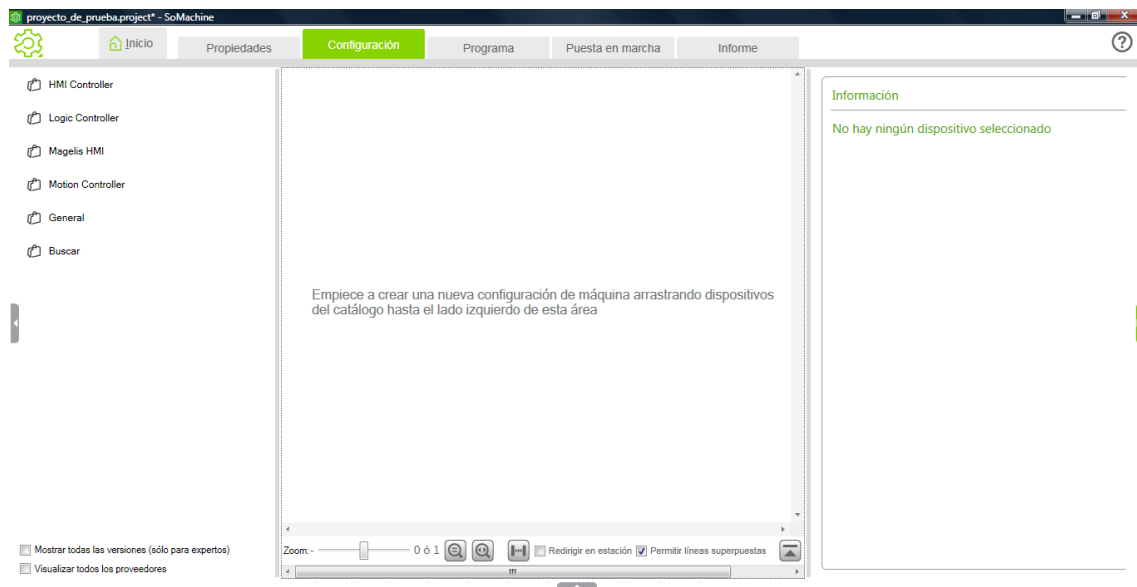 proyecto_de_prueba.project* - SoMachine
Inicio
Propiedades
Configuración
Programa
Puesta en marcha
Informe
?
HMI Controller
Logic Controller
Magelis HMI
Motion Controller
General
Buscar
Empiece a crear una nueva configuración de máquina arrastrando dispositivos
del catálogo hasta el lado izquierdo de esta área
Información
No hay ningún dispositivo seleccionado
Mostrar todas las versiones (sólo para expertos)
Visualizar todos los proveedores
Zoom:- 0 ó 1
Redirigir en estación
Permitir líneas superpuestas